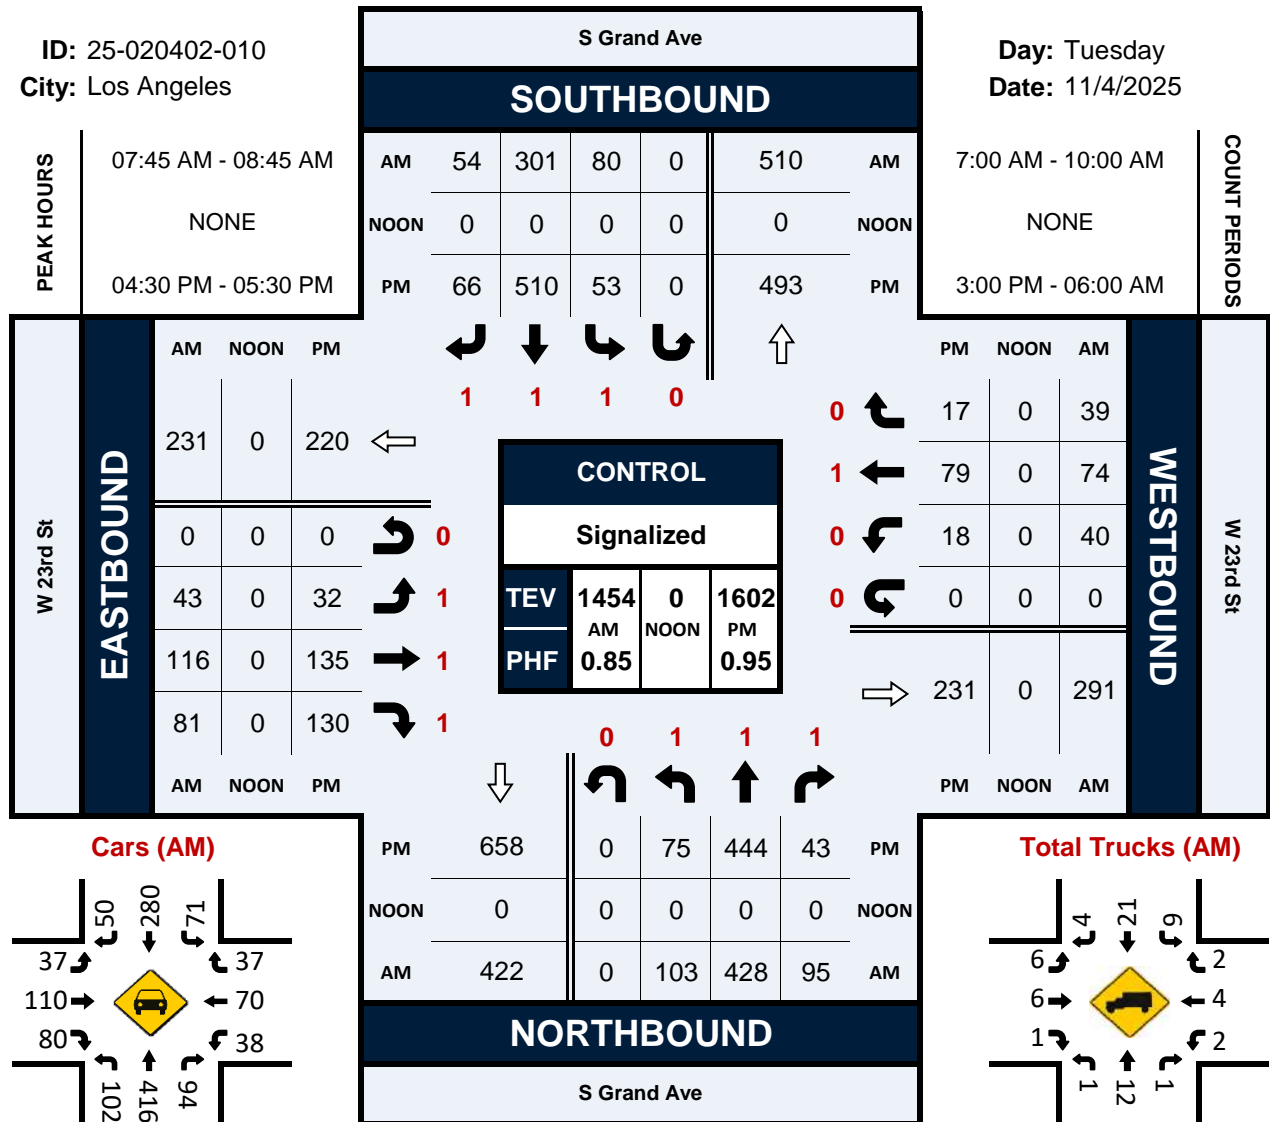 S Grand Ave
ID: 25-020402-010
City: Los Angeles
Day: Tuesday
Date: 11/4/2025
SOUTHBOUND
PEAK HOURS
07:45 AM - 08:45 AM
NONE
04:30 PM - 05:30 PM
AM 54 301 80 0 510 AM
NOON 0 0 0 0 0 NOON
PM 66 510 53 0 493 PM
7:00 AM - 10:00 AM
NONE
3:00 PM - 06:00 AM
COUNT PERIODS
1 1 1 0
W 23rd St
EASTBOUND
AM NOON PM
231 0 220
0 0 0 0
43 0 32 1
116 0 135 1
81 0 130 1
AM NOON PM
CONTROL
Signalized
TEV 1454 0 1602
AM NOON PM
PHF 0.85 0.95
PM NOON AM
0 17 0 39
1 79 0 74
0 18 0 40
0 0 0 0
231 0 291
PM NOON AM
WESTBOUND
W 23rd St
0 1 1 1
PM 658 0 75 444 43 PM
NOON 0 0 0 0 0 NOON
AM 422 0 103 428 95 AM
NORTHBOUND
S Grand Ave
Cars (AM)
50 280 71
37 37
110 70
80 38
102 416 94
Total Trucks (AM)
4 21 9
6 2
6 4
1 2
1 12 1